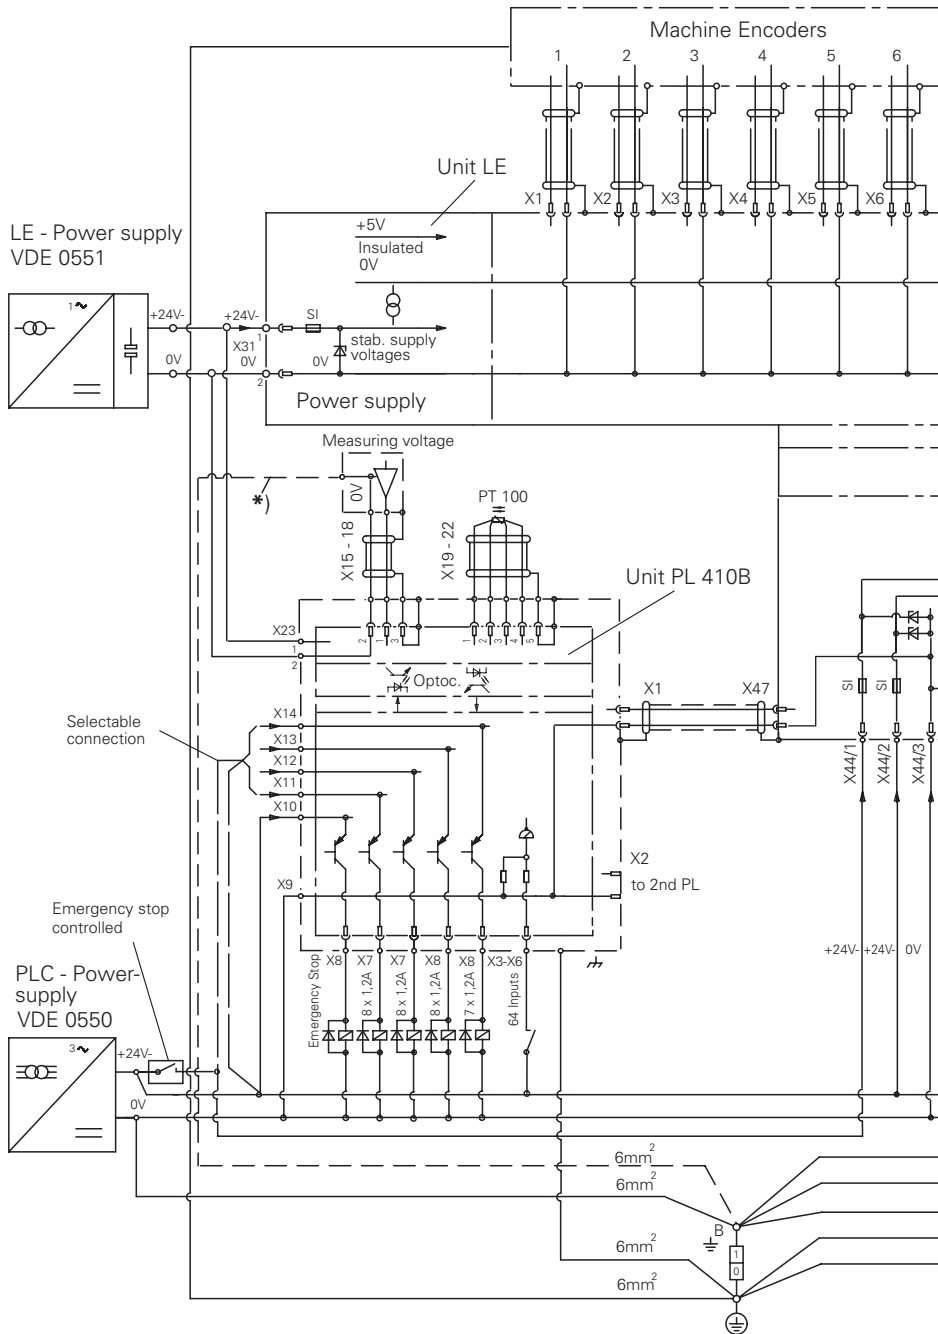 Machine Encoders
1 2 3 4 5 6
Unit LE
X1 X2 X3 X4 X5 X6
LE - Power supply
VDE 0551
+5V
Insulated
0V
1
+24V-
+24V-
SI
X31
1
stab. supply
voltages
0V
0V
0V
2
Power supply
Measuring voltage
*)
0V
PT 100
X15 - 18
X19 - 22
Unit PL 410B
X23
1
2
2 1 3
1 2 3 4 5
Optoc.
X1
X47
SI
SI
Selectable
connection
X14
X13
X12
X11
X10
X44/1
X44/2
X44/3
X9
X2
to 2nd PL
Emergency stop
controlled
PLC - Power-
supply
VDE 0550
+24V-
+24V-
0V
X8
X7
X7
X8
X8
X3-X6
Emergency Stop
8 x 1,2A
8 x 1,2A
8 x 1,2A
7 x 1,2A
64 Inputs
3
+24V-
0V
6mm²
6mm²
B
6mm²
1
0
6mm²